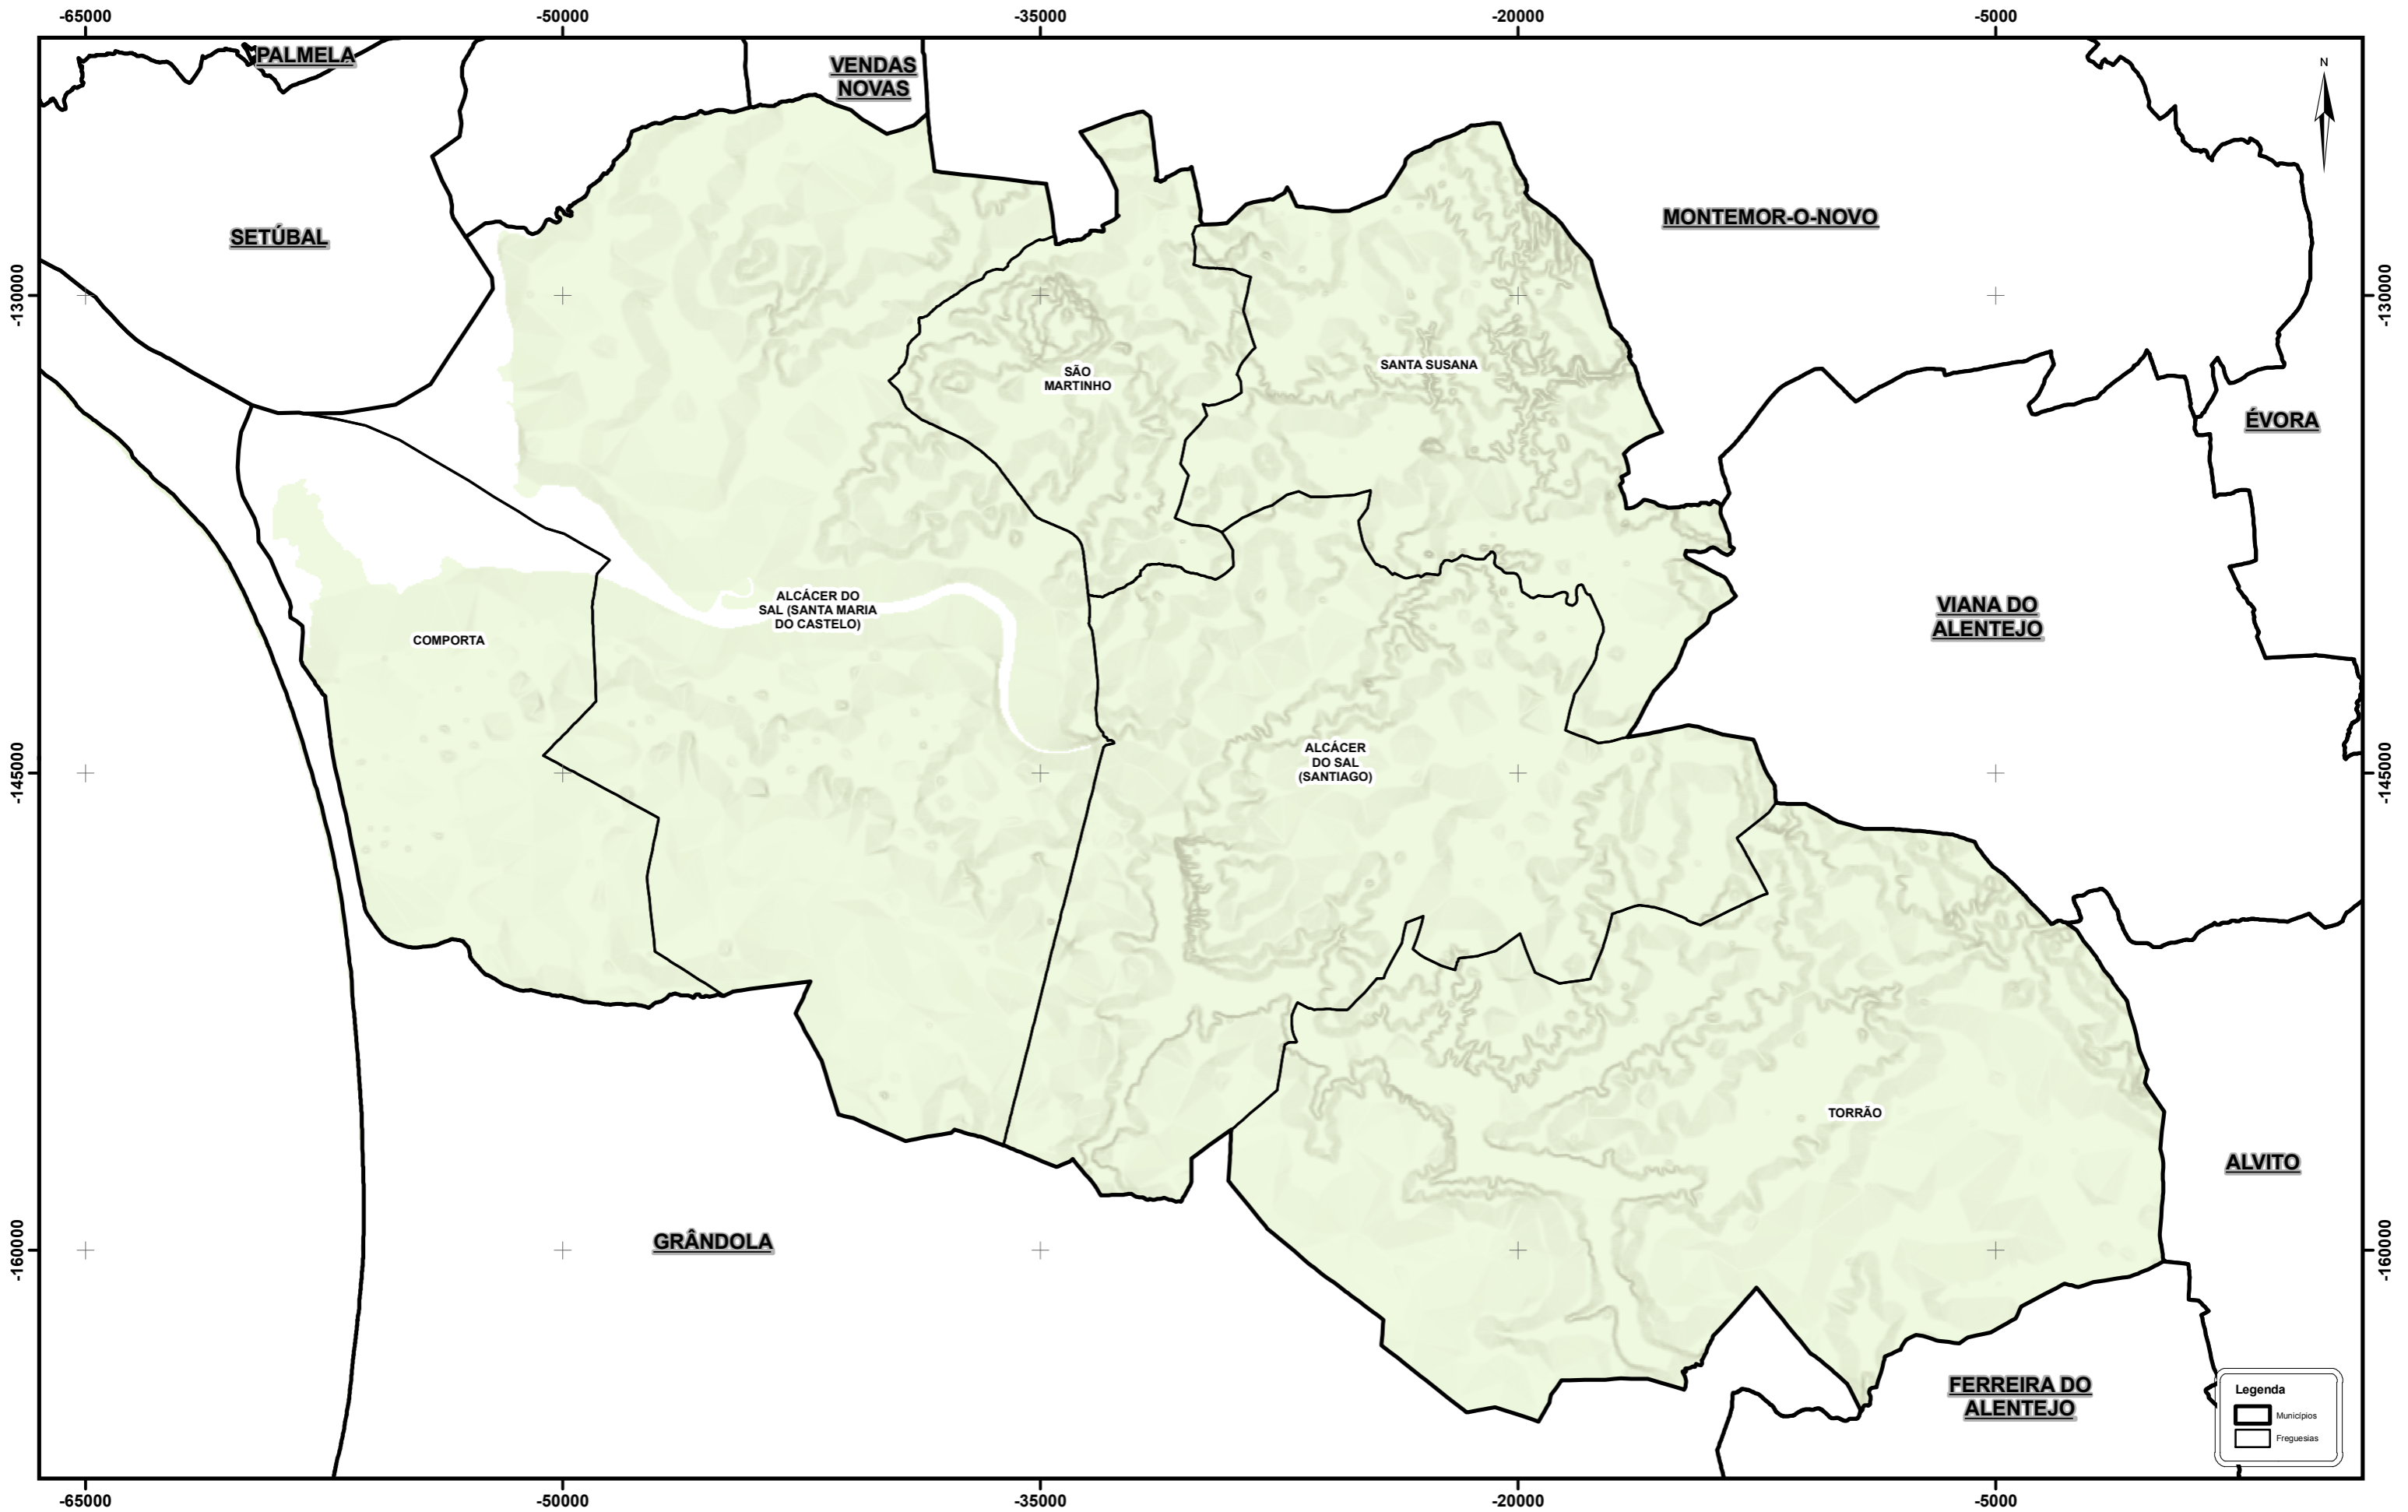 -65000
-50000
-35000
-20000
-5000
PALMELA
VENDAS
NOVAS
N
MONTEMOR-O-NOVO
SETÚBAL
-130000
-130000
SANTA SUSANA
SÃO
MARTINHO
ÉVORA
ALCÁCER DO
SAL (SANTA MARIA
DO CASTELO)
VIANA DO
ALENTEJO
COMPORTA
-145000
-145000
ALCÁCER
DO SAL
(SANTIAGO)
TORRÃO
ALVITO
GRÂNDOLA
-160000
-160000
FERREIRA DO
ALENTEJO
Legenda
Municípios
Freguesias
-65000
-50000
-35000
-20000
-5000